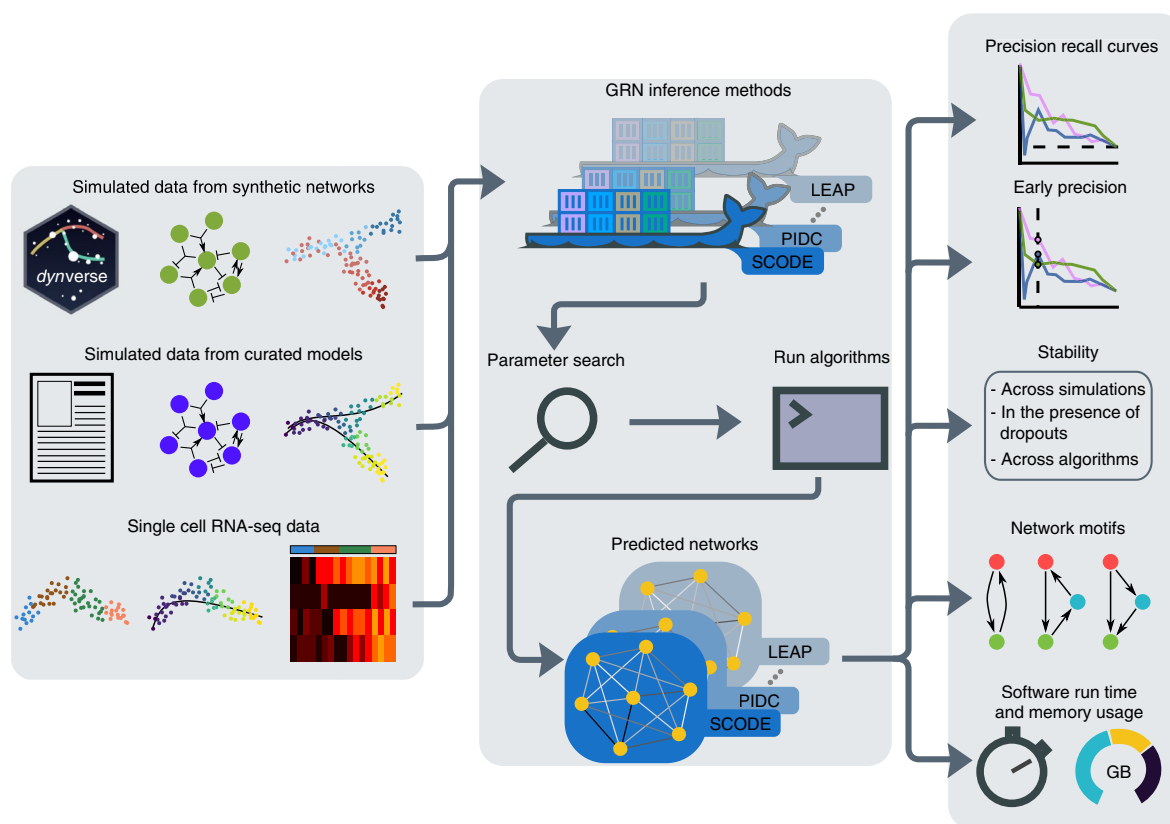 Simulated data from synthetic networks
dynverse
Simulated data from curated models
Single cell RNA-seq data
GRN inference methods
LEAP
PIDC
SCODE
Parameter search
Run algorithms
Predicted networks
LEAP
PIDC
SCODE
Precision recall curves
Early precision
Stability
- Across simulations
- In the presence of
dropouts
- Across algorithms
Network motifs
Software run time
and memory usage
GB